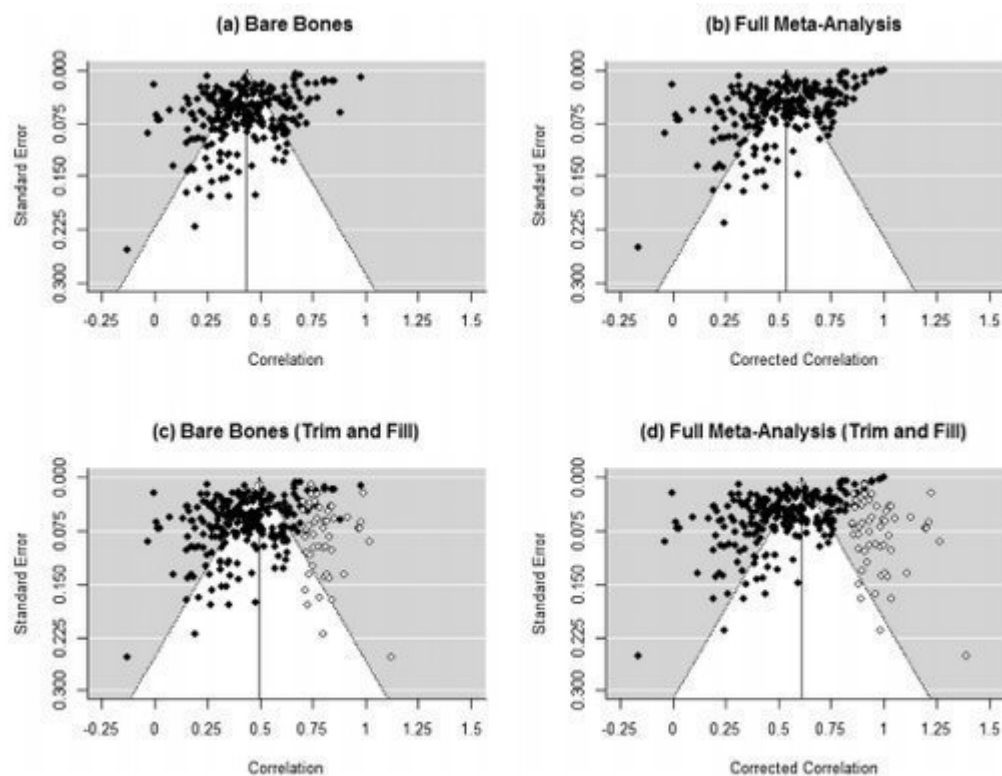 (a) Bare Bones
Standard Error
0.000
0.075
0.150
0.225
0.300
-0.25 0 0.25 0.5 0.75 1 1.25 1.5
Correlation
(b) Full Meta-Analysis
Standard Error
0.000
0.075
0.150
0.225
0.300
-0.25 0 0.25 0.5 0.75 1 1.25 1.5
Corrected Correlation
(c) Bare Bones (Trim and Fill)
Standard Error
0.000
0.075
0.150
0.225
0.300
-0.25 0 0.25 0.5 0.75 1 1.25 1.5
Correlation
(d) Full Meta-Analysis (Trim and Fill)
Standard Error
0.000
0.075
0.150
0.225
0.300
-0.25 0 0.25 0.5 0.75 1 1.25 1.5
Corrected Correlation